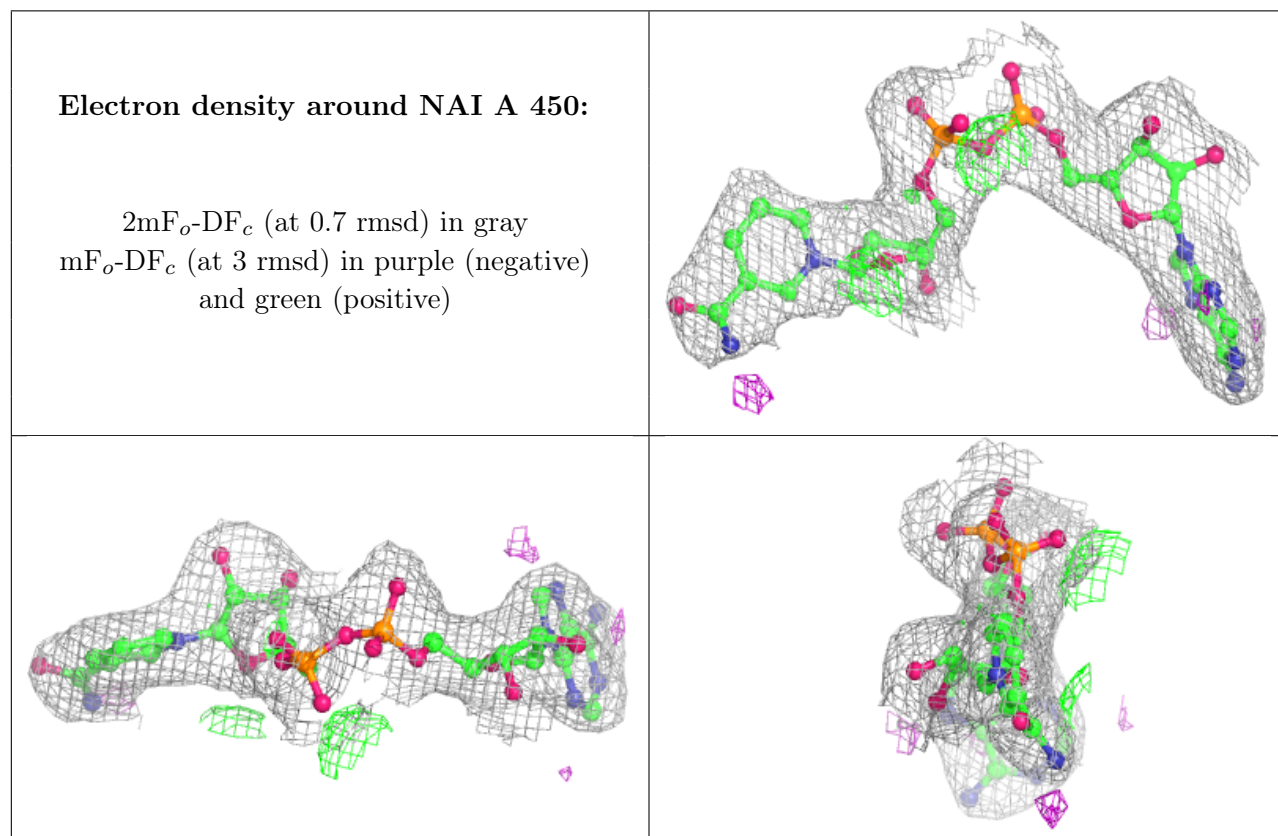 Electron density around NAI A 450:
2mFo-DFc (at 0.7 rmsd) in gray
mFo-DFc (at 3 rmsd) in purple (negative)
and green (positive)